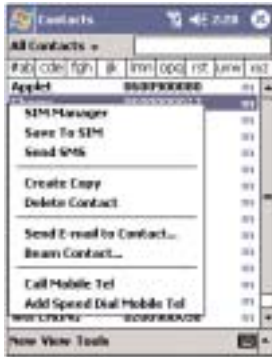 Contacts 2:28
All Contacts
#ab cde fgh ijk lmn opq rst uvw xyz
Applet m
SIM Manager
Save To SIM
Send SMS
Create Copy
Delete Contact
Send E-mail to Contact...
Beam Contact...
Call Mobile Tel
Add Speed Dial Mobile Tel
New View Tools